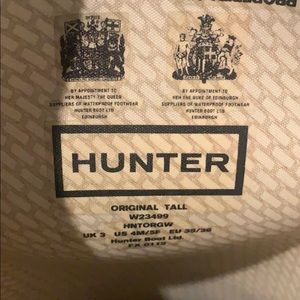 BY APPOINTMENT TO
HER MAJESTY THE QUEEN
SUPPLIERS OF WATERPROOF FOOTWEAR
HUNTER BOOT LTD
EDINBURGH
BY APPOINTMENT TO
HRH THE DUKE OF EDINBURGH
SUPPLIERS OF WATERPROOF FOOTWEAR
HUNTER BOOT LTD
EDINBURGH
HUNTER
ORIGINAL TALL
W23499
HNTORGW
UK 3 US 4M/5F EU 35/36
Hunter Boot Ltd.